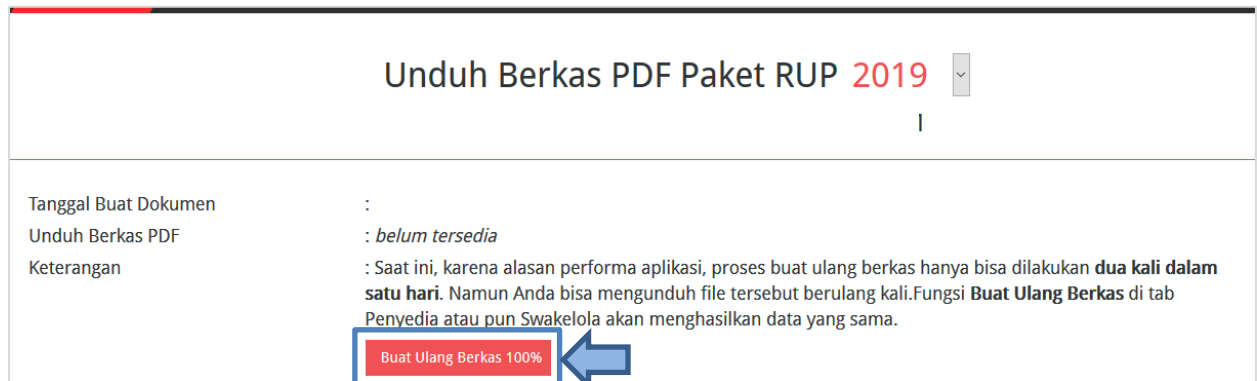 Unduh Berkas PDF Paket RUP 2019
Tanggal Buat Dokumen :
Unduh Berkas PDF : belum tersedia
Keterangan : Saat ini, karena alasan performa aplikasi, proses buat ulang berkas hanya bisa dilakukan dua kali dalam
satu hari. Namun Anda bisa mengunduh file tersebut berulang kali.Fungsi Buat Ulang Berkas di tab
Penyedia atau pun Swakelola akan menghasilkan data yang sama.
Buat Ulang Berkas 100%